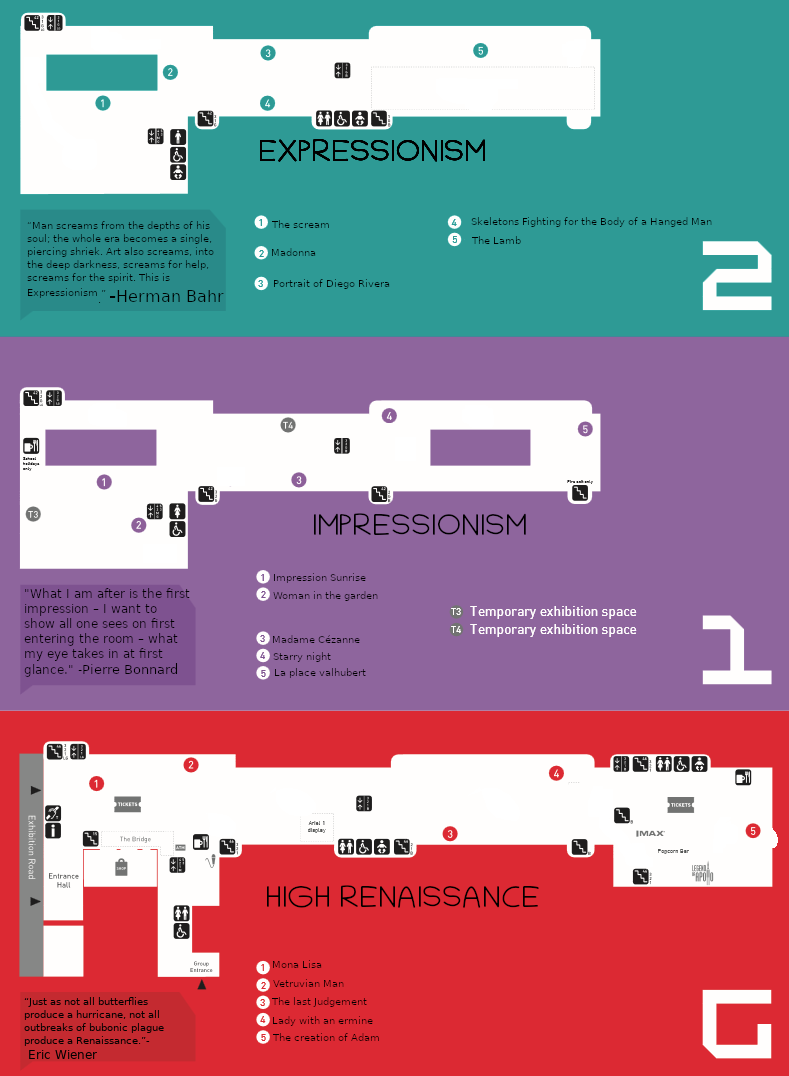 3
5
2
1
4
EXPRESSIONISM
"Man screams from the depths of his
soul; the whole era becomes a single,
piercing shriek. Art also screams, into
the deep darkness, screams for help,
screams for the spirit. This is
Expressionism ." -Herman Bahr
1 The scream
2 Madonna
3 Portrait of Diego Rivera
4 Skeletons Fighting for the Body of a Hanged Man
5 The Lamb
2
School
holidays
only
T4
4
5
1
3
Fire exit only
T3
2
IMPRESSIONISM
"What I am after is the first
impression – I want to
show all one sees on first
entering the room – what
my eye takes in at first
glance." -Pierre Bonnard
1 Impression Sunrise
2 Woman in the garden
3 Madame Cézanne
4 Starry night
5 La place valhubert
T3 Temporary exhibition space
T4 Temporary exhibition space
1
Exhibition Road
2
1
4
TICKETS
TICKETS
Ariel 1
display
The Bridge
ATM
3
5
IMAX
Popcorn Bar
SHOP
LEGEND
OF
APOLLO
Entrance
Hall
Group
Entrance
HIGH RENAISSANCE
"Just as not all butterflies
produce a hurricane, not all
outbreaks of bubonic plague
produce a Renaissance."-
Eric Wiener
1 Mona Lisa
2 Vetruvian Man
3 The last Judgement
4 Lady with an ermine
5 The creation of Adam
G